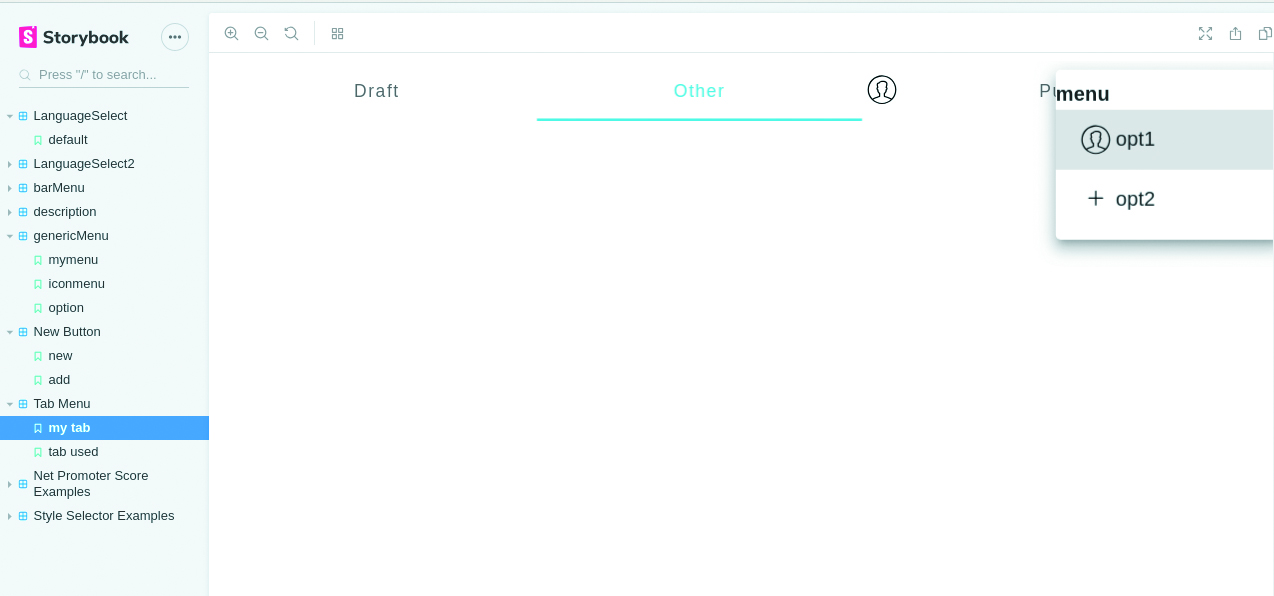 Storybook
Press "/" to search...
LanguageSelect
default
LanguageSelect2
barMenu
description
genericMenu
mymenu
iconmenu
option
New Button
new
add
Tab Menu
my tab
tab used
Net Promoter Score
Examples
Style Selector Examples
Draft
Other
menu
opt1
opt2